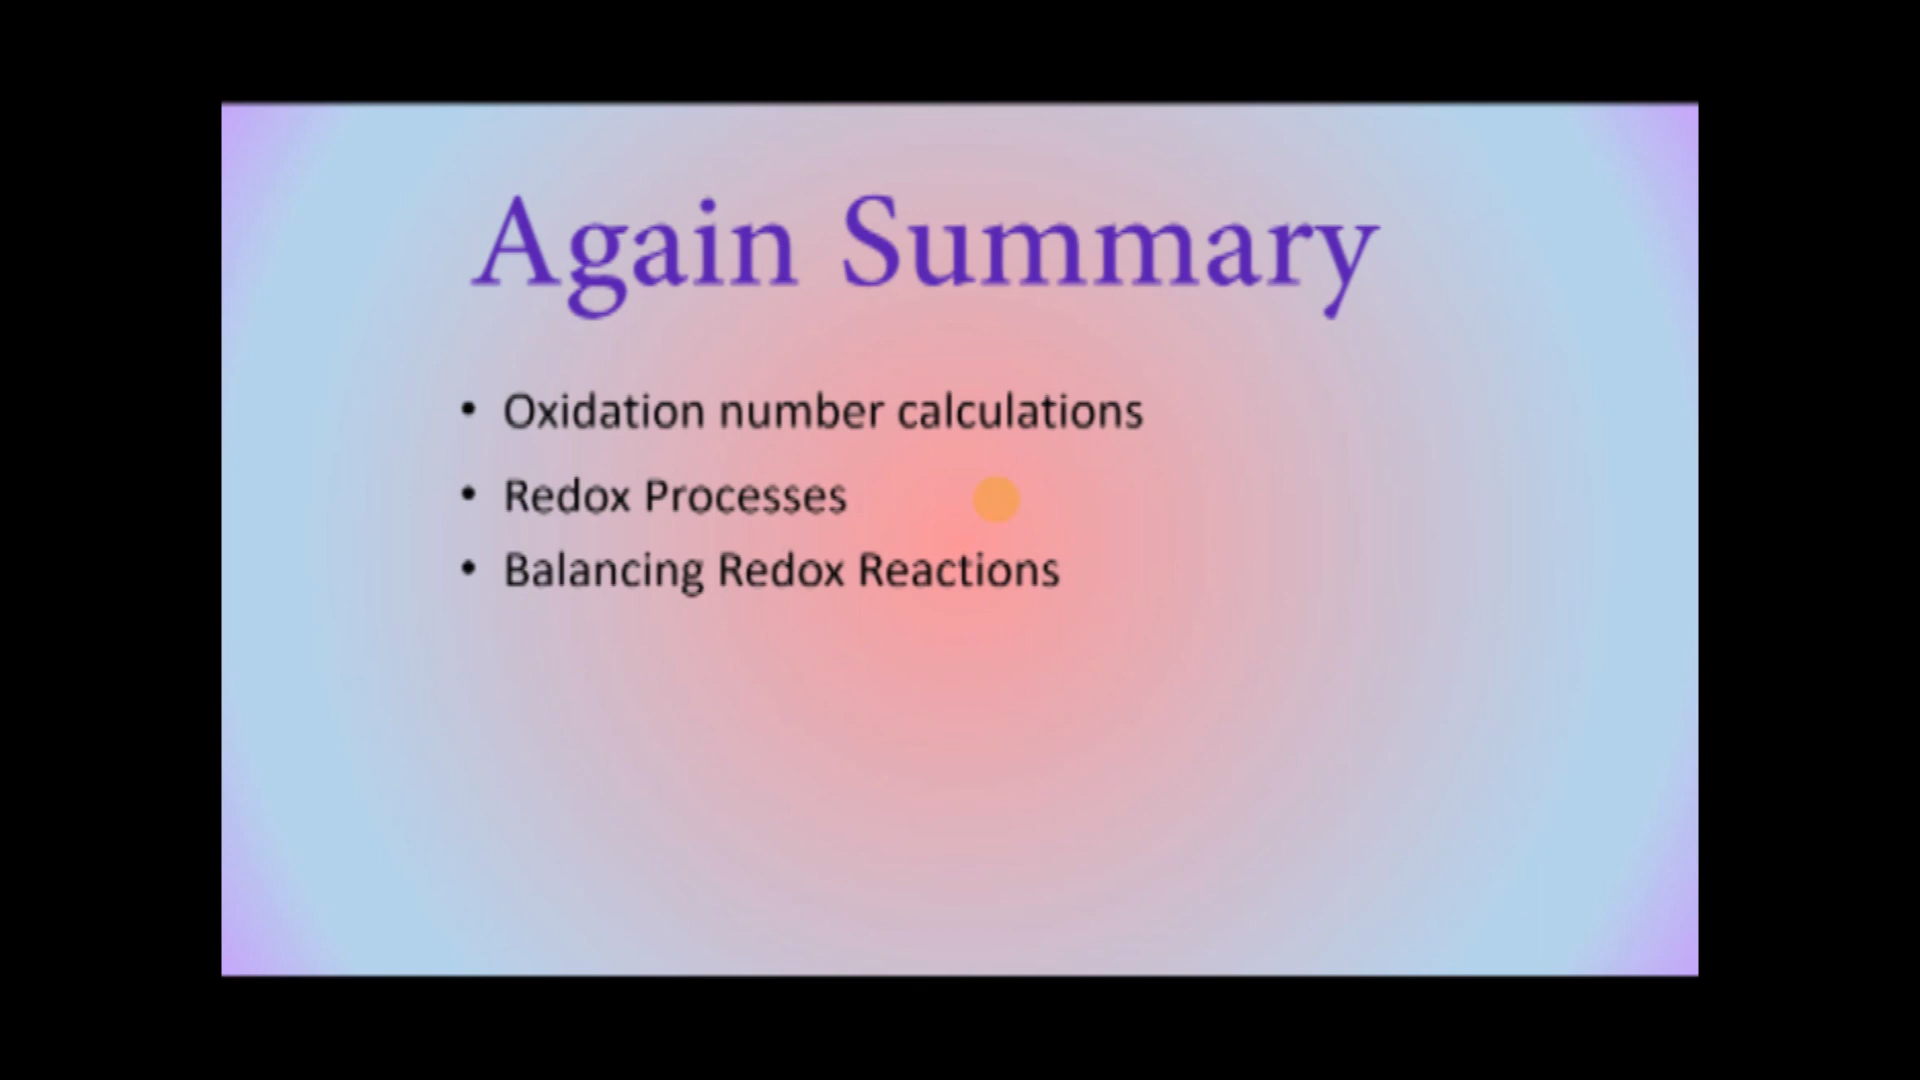 Again Summary
• Oxidation number calculations
• Redox Processes
• Balancing Redox Reactions